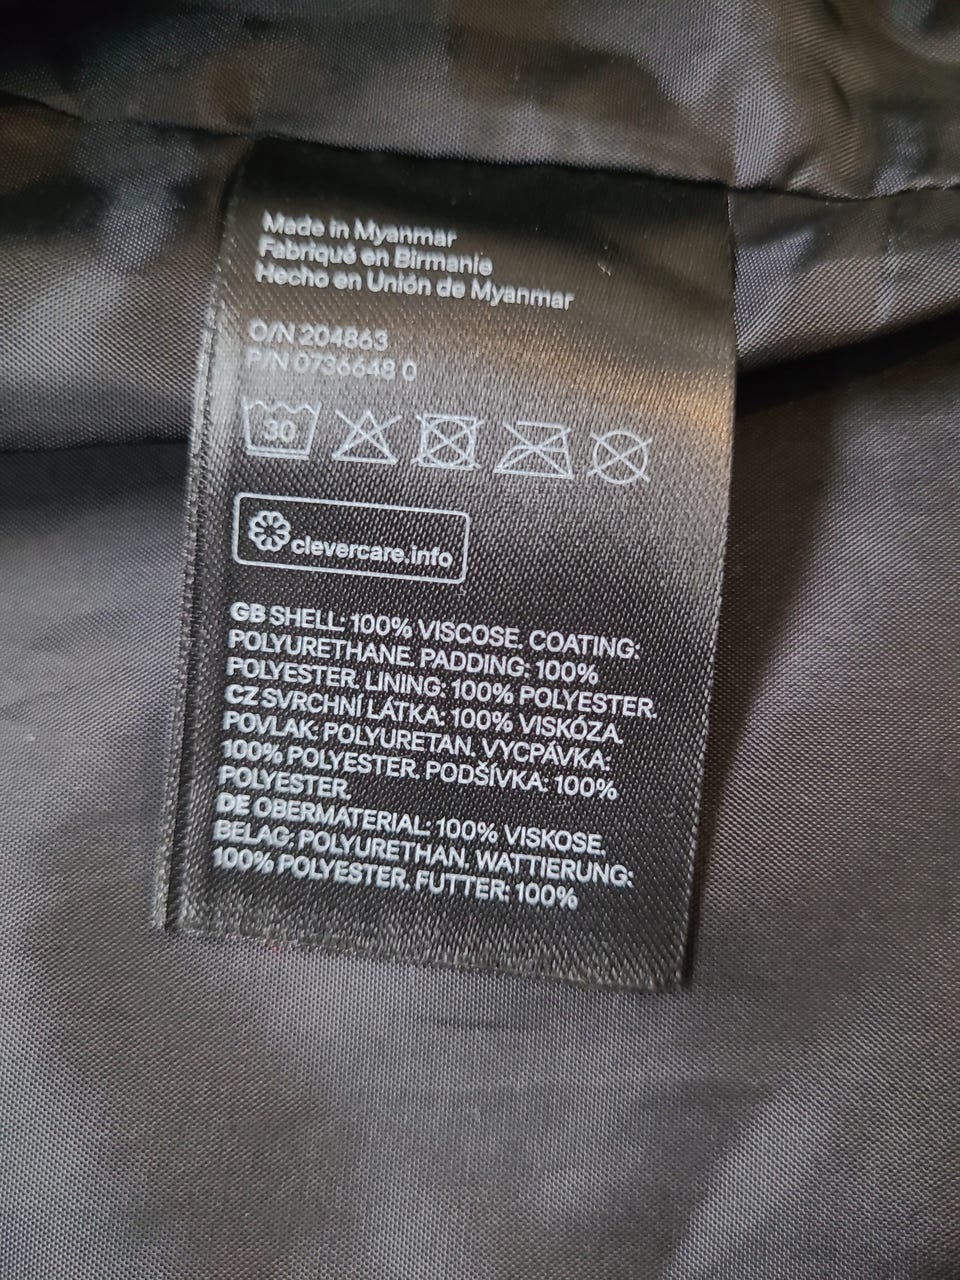 Made in Myanmar
Fabriqué en Birmanie
Hecho en Unión de Myanmar
O/N 204863
P/N 0736648 0
30
clevercare.info
GB SHELL: 100% VISCOSE. COATING:
POLYURETHANE. PADDING: 100%
POLYESTER. LINING: 100% POLYESTER.
CZ SVRCHNÍ LÁTKA: 100% VISKÓZA.
POVLAK: POLYURETAN. VYCPÁVKA:
100% POLYESTER. PODŠÍVKA: 100%
POLYESTER.
DE OBERMATERIAL: 100% VISKOSE.
BELAG: POLYURETHAN. WATTIERUNG:
100% POLYESTER. FUTTER: 100%